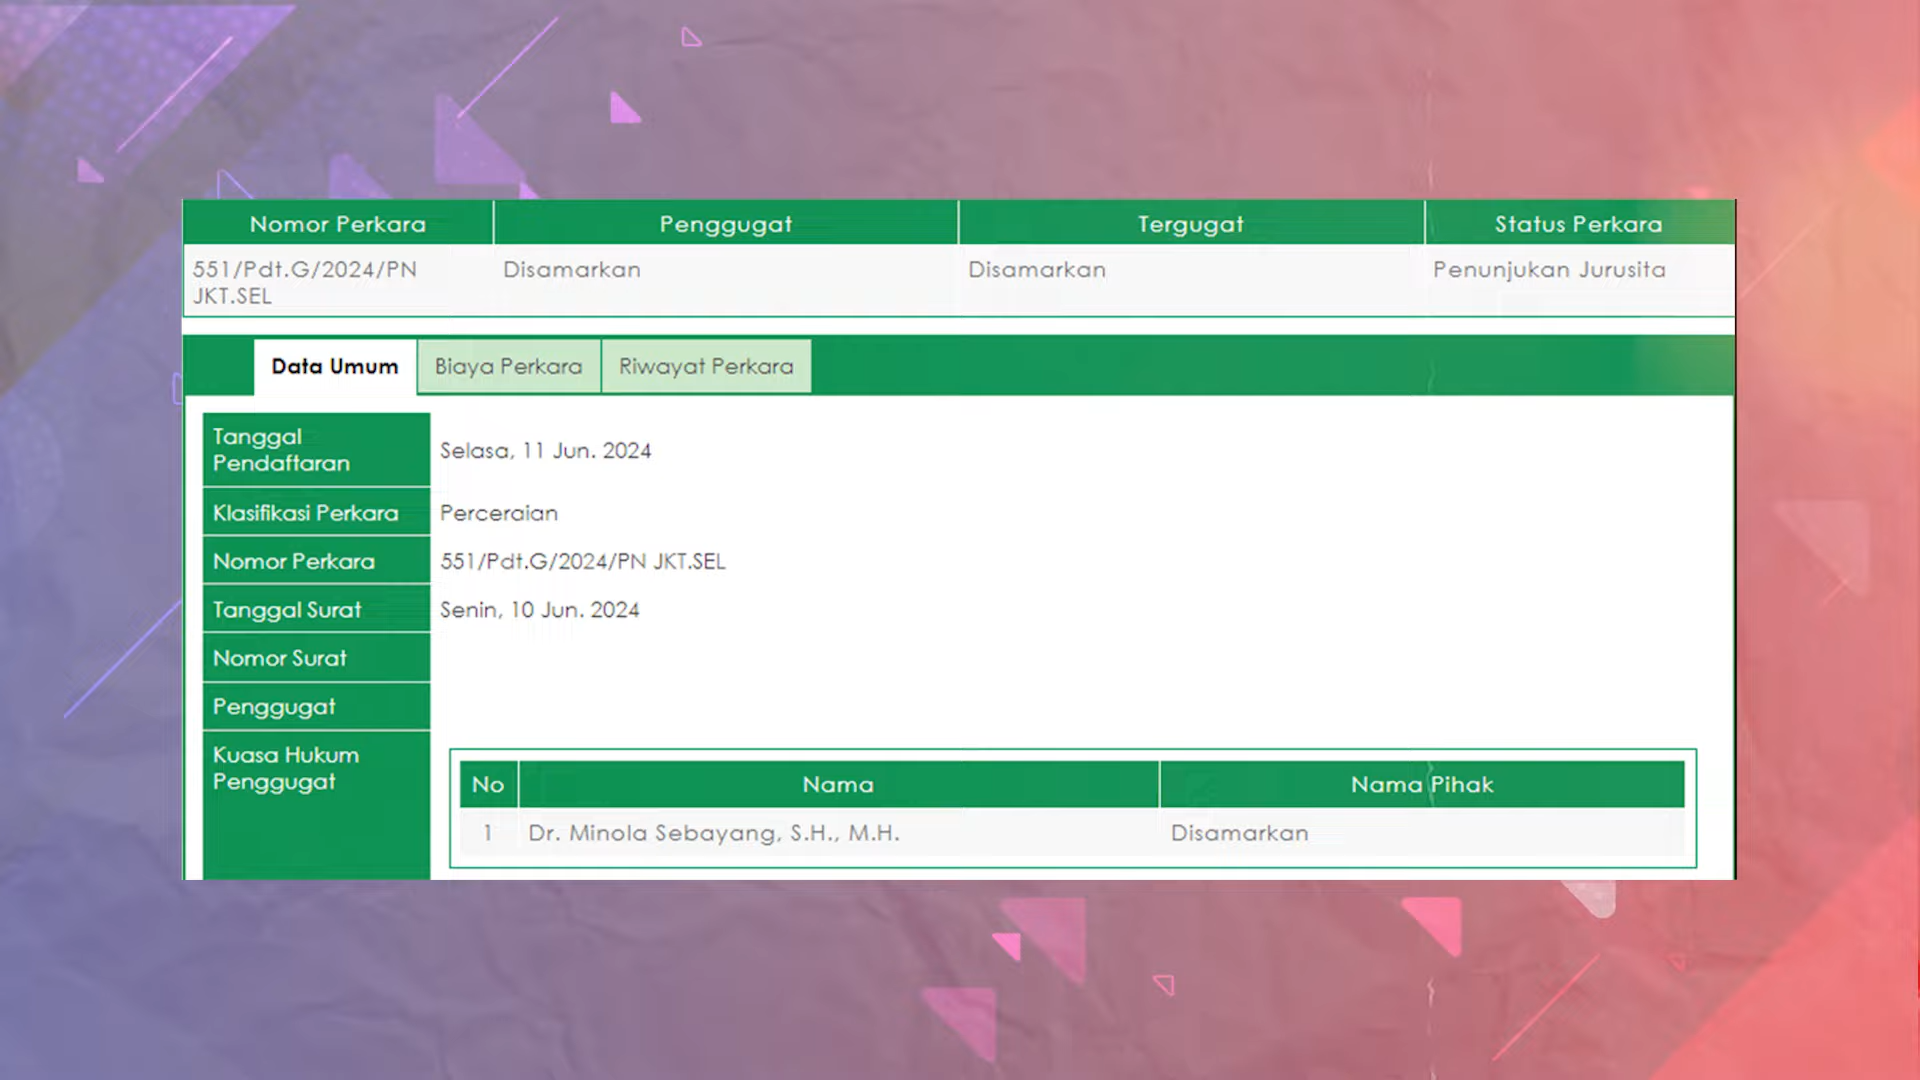 Nomor Perkara Penggugat Tergugat Status Perkara
551/Pdt.G/2024/PN Disamarkan Disamarkan Penunjukan Jurusita
JKT.SEL
Data Umum Biaya Perkara Riwayat Perkara
Tanggal
Pendaftaran
Selasa, 11 Jun. 2024
Klasifikasi Perkara Perceraian
Nomor Perkara 551/Pdt.G/2024/PN JKT.SEL
Tanggal Surat Senin, 10 Jun. 2024
Nomor Surat
Penggugat
Kuasa Hukum
Penggugat
No Nama Nama Pihak
1 Dr. Minola Sebayang, S.H., M.H. Disamarkan